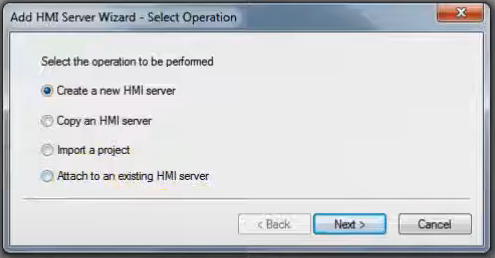 Add HMI Server Wizard - Select Operation
Select the operation to be performed
Create a new HMI server
Copy an HMI server
Import a project
Attach to an existing HMI server
< Back Next > Cancel